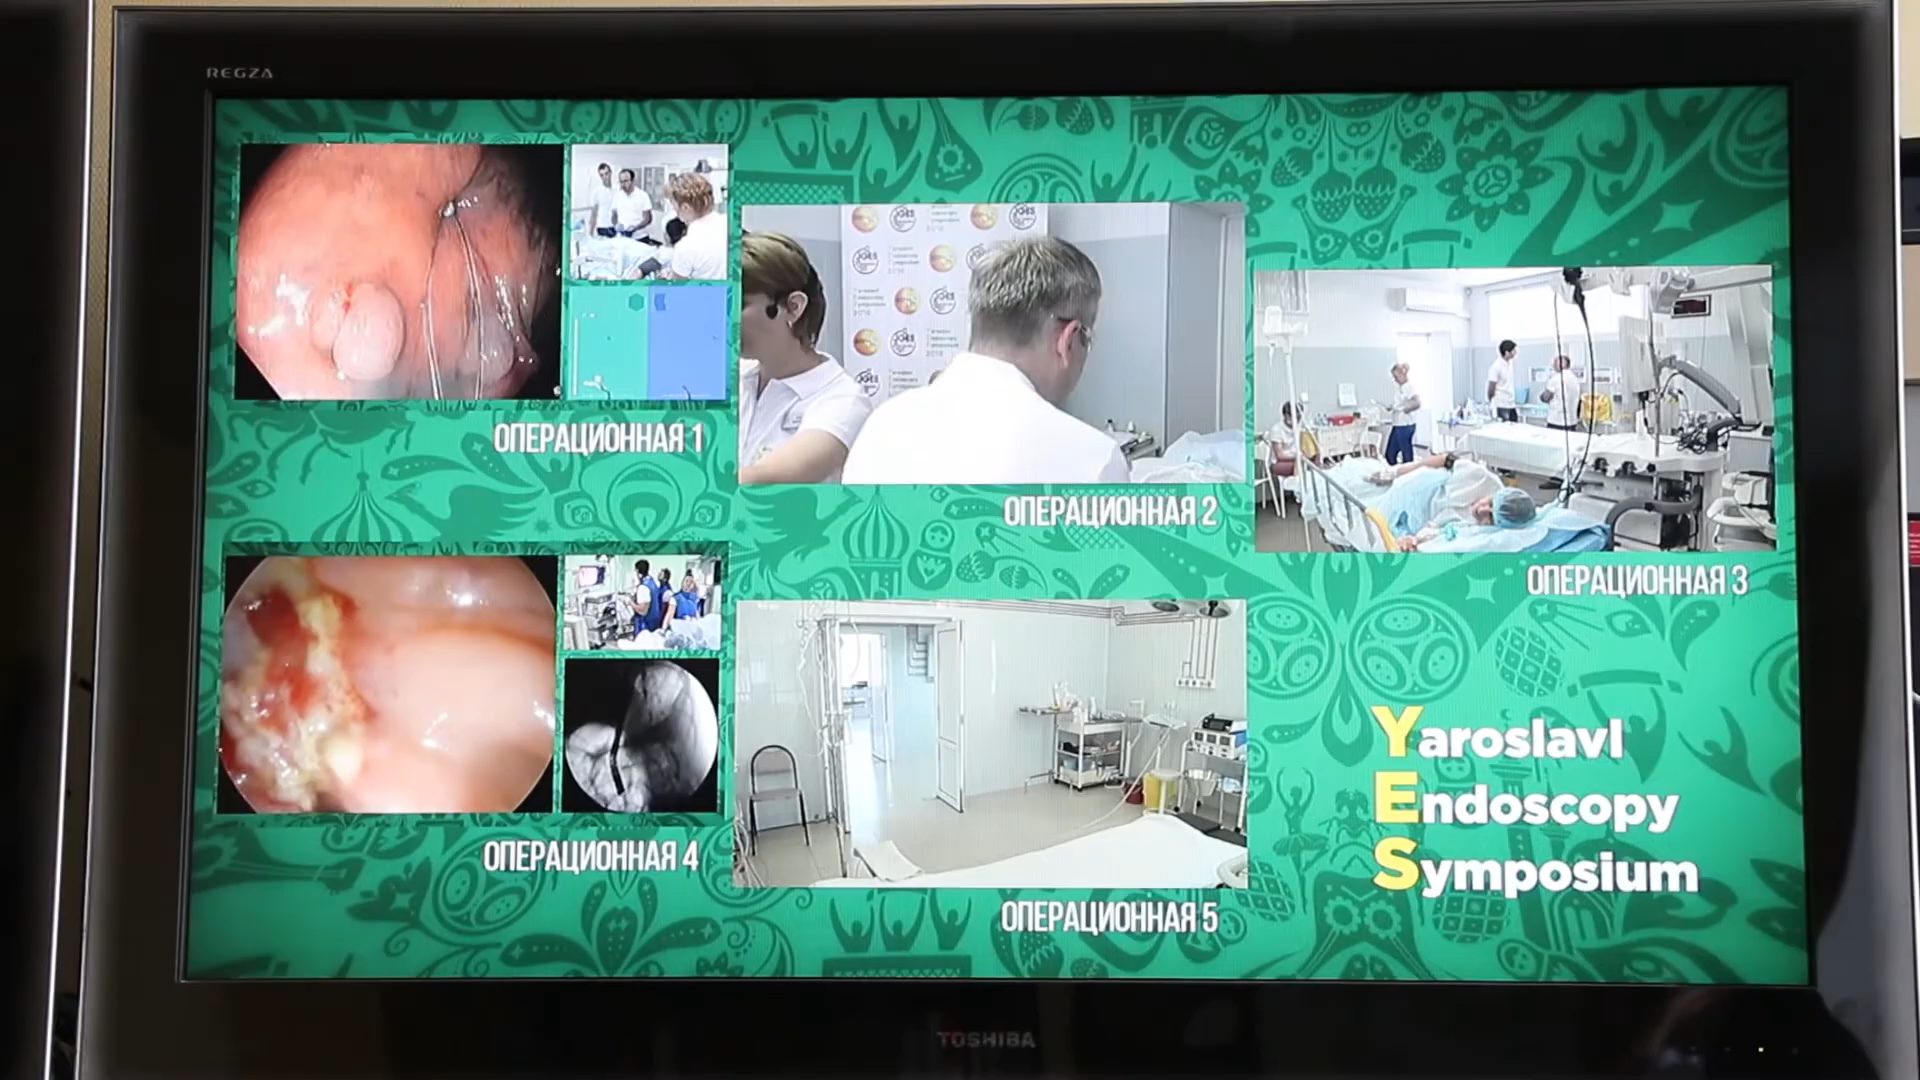 REGZA
ОПЕРАЦИОННАЯ 1
ОПЕРАЦИОННАЯ 2
ОПЕРАЦИОННАЯ 3
ОПЕРАЦИОННАЯ 4
ОПЕРАЦИОННАЯ 5
Yaroslavl
Endoscopy
Symposium
TOSHIBA